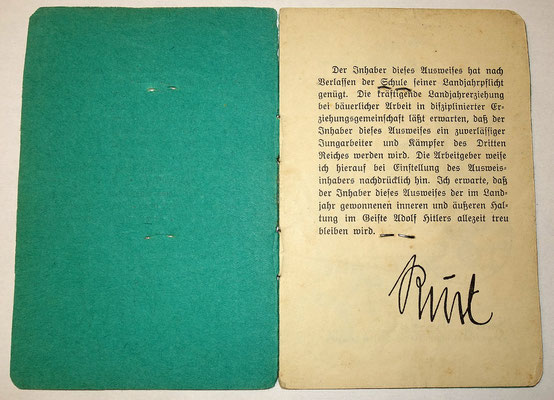 Der Inhaber dieses Ausweises hat nach
Verlassen der Schule seiner Landjahrpflicht
genügt. Die kräftigende Landjahrerziehung
bei bäuerlicher Arbeit in disziplinierter Er-
ziehungsgemeinschaft läßt erwarten, daß der
Inhaber dieses Ausweises ein zuverlässiger
Jungarbeiter und Kämpfer des Dritten
Reiches werden wird. Die Arbeitgeber weise
ich hierauf bei Einstellung des Ausweis-
inhabers nachdrücklich hin. Ich erwarte, daß
der Inhaber dieses Ausweises der im Land-
jahr gewonnenen inneren und äußeren Hal-
tung im Geiste Adolf Hitlers allezeit treu
bleiben wird.
Rust